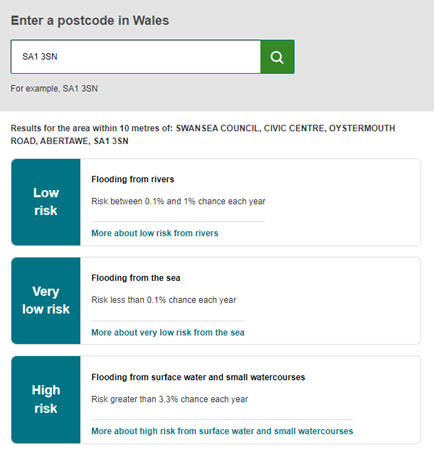 Enter a postcode in Wales
SA1 3SN
For example, SA1 3SN
Results for the area within 10 metres of: SWANSEA COUNCIL, CIVIC CENTRE, OYSTERMOUTH
ROAD, ABERTAWE, SA1 3SN
Low
risk
Flooding from rivers
Risk between 0.1% and 1% chance each year
More about low risk from rivers
Very
low risk
Flooding from the sea
Risk less than 0.1% chance each year
More about very low risk from the sea
High
risk
Flooding from surface water and small watercourses
Risk greater than 3.3% chance each year
More about high risk from surface water and small watercourses